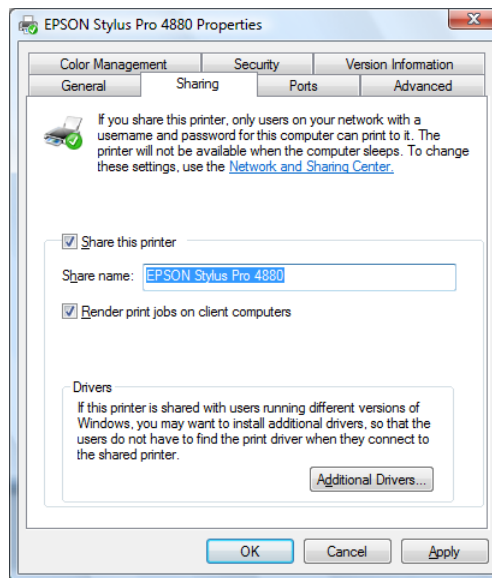 EPSON Stylus Pro 4880 Properties
Color Management Security Version Information
General Sharing Ports Advanced
If you share this printer, only users on your network with a
username and password for this computer can print to it. The
printer will not be available when the computer sleeps. To change
these settings, use the Network and Sharing Center.
Share this printer
Share name: EPSON Stylus Pro 4880
Render print jobs on client computers
Drivers
If this printer is shared with users running different versions of
Windows, you may want to install additional drivers, so that the
users do not have to find the print driver when they connect to
the shared printer.
Additional Drivers...
OK Cancel Apply